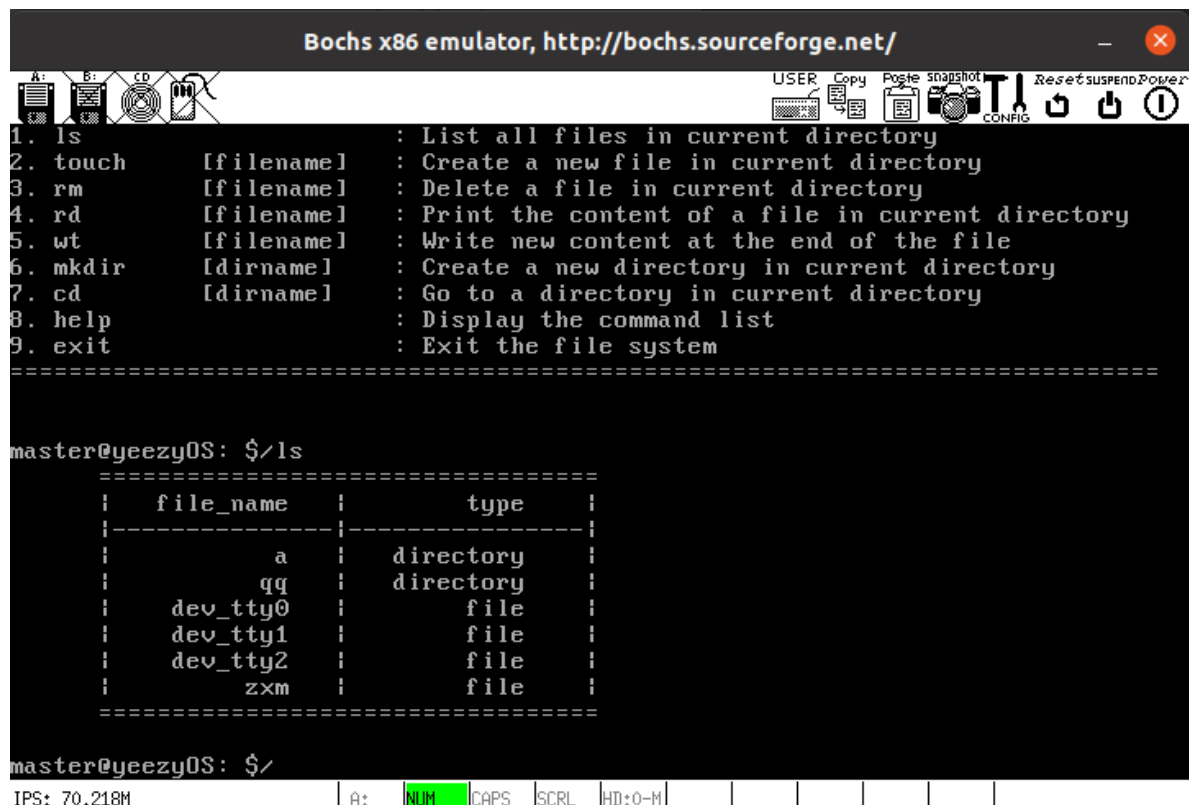 Bochs x86 emulator, http://bochs.sourceforge.net/
A: B: CD USER Copy Paste snapshot CONFIG Reset SUSPEND Power
1. ls : List all files in current directory
2. touch [filename] : Create a new file in current directory
3. rm [filename] : Delete a file in current directory
4. rd [filename] : Print the content of a file in current directory
5. wt [filename] : Write new content at the end of the file
6. mkdir [dirname] : Create a new directory in current directory
7. cd [dirname] : Go to a directory in current directory
8. help : Display the command list
9. exit : Exit the file system
==============================================================================
master@yeezyOS: $/ls
==================================
| file_name | type |
|---------------|----------------|
| a | directory |
| qq | directory |
| dev_tty0 | file |
| dev_tty1 | file |
| dev_tty2 | file |
| zxm | file |
==================================
master@yeezyOS: $/
IPS: 70.218M A: NUM CAPS SCRL HD:0-M